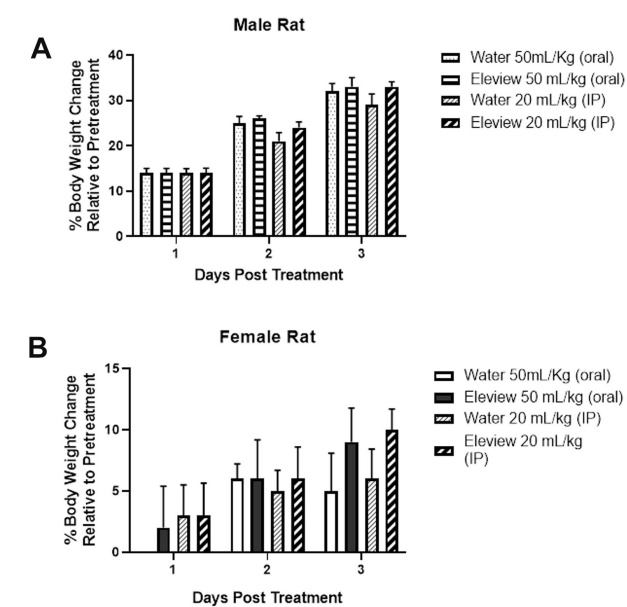 A
Male Rat
% Body Weight Change
Relative to Pretreatment
40
30
20
10
0
1
2
3
Days Post Treatment
Water 50mL/Kg (oral)
Eleview 50 mL/kg (oral)
Water 20 mL/kg (IP)
Eleview 20 mL/kg (IP)
B
Female Rat
% Body Weight Change
Relative to Pretreatment
15
10
5
0
1
2
3
Days Post Treatment
Water 50mL/Kg (oral)
Eleview 50 mL/kg (oral)
Water 20 mL/kg (IP)
Eleview 20 mL/kg
(IP)